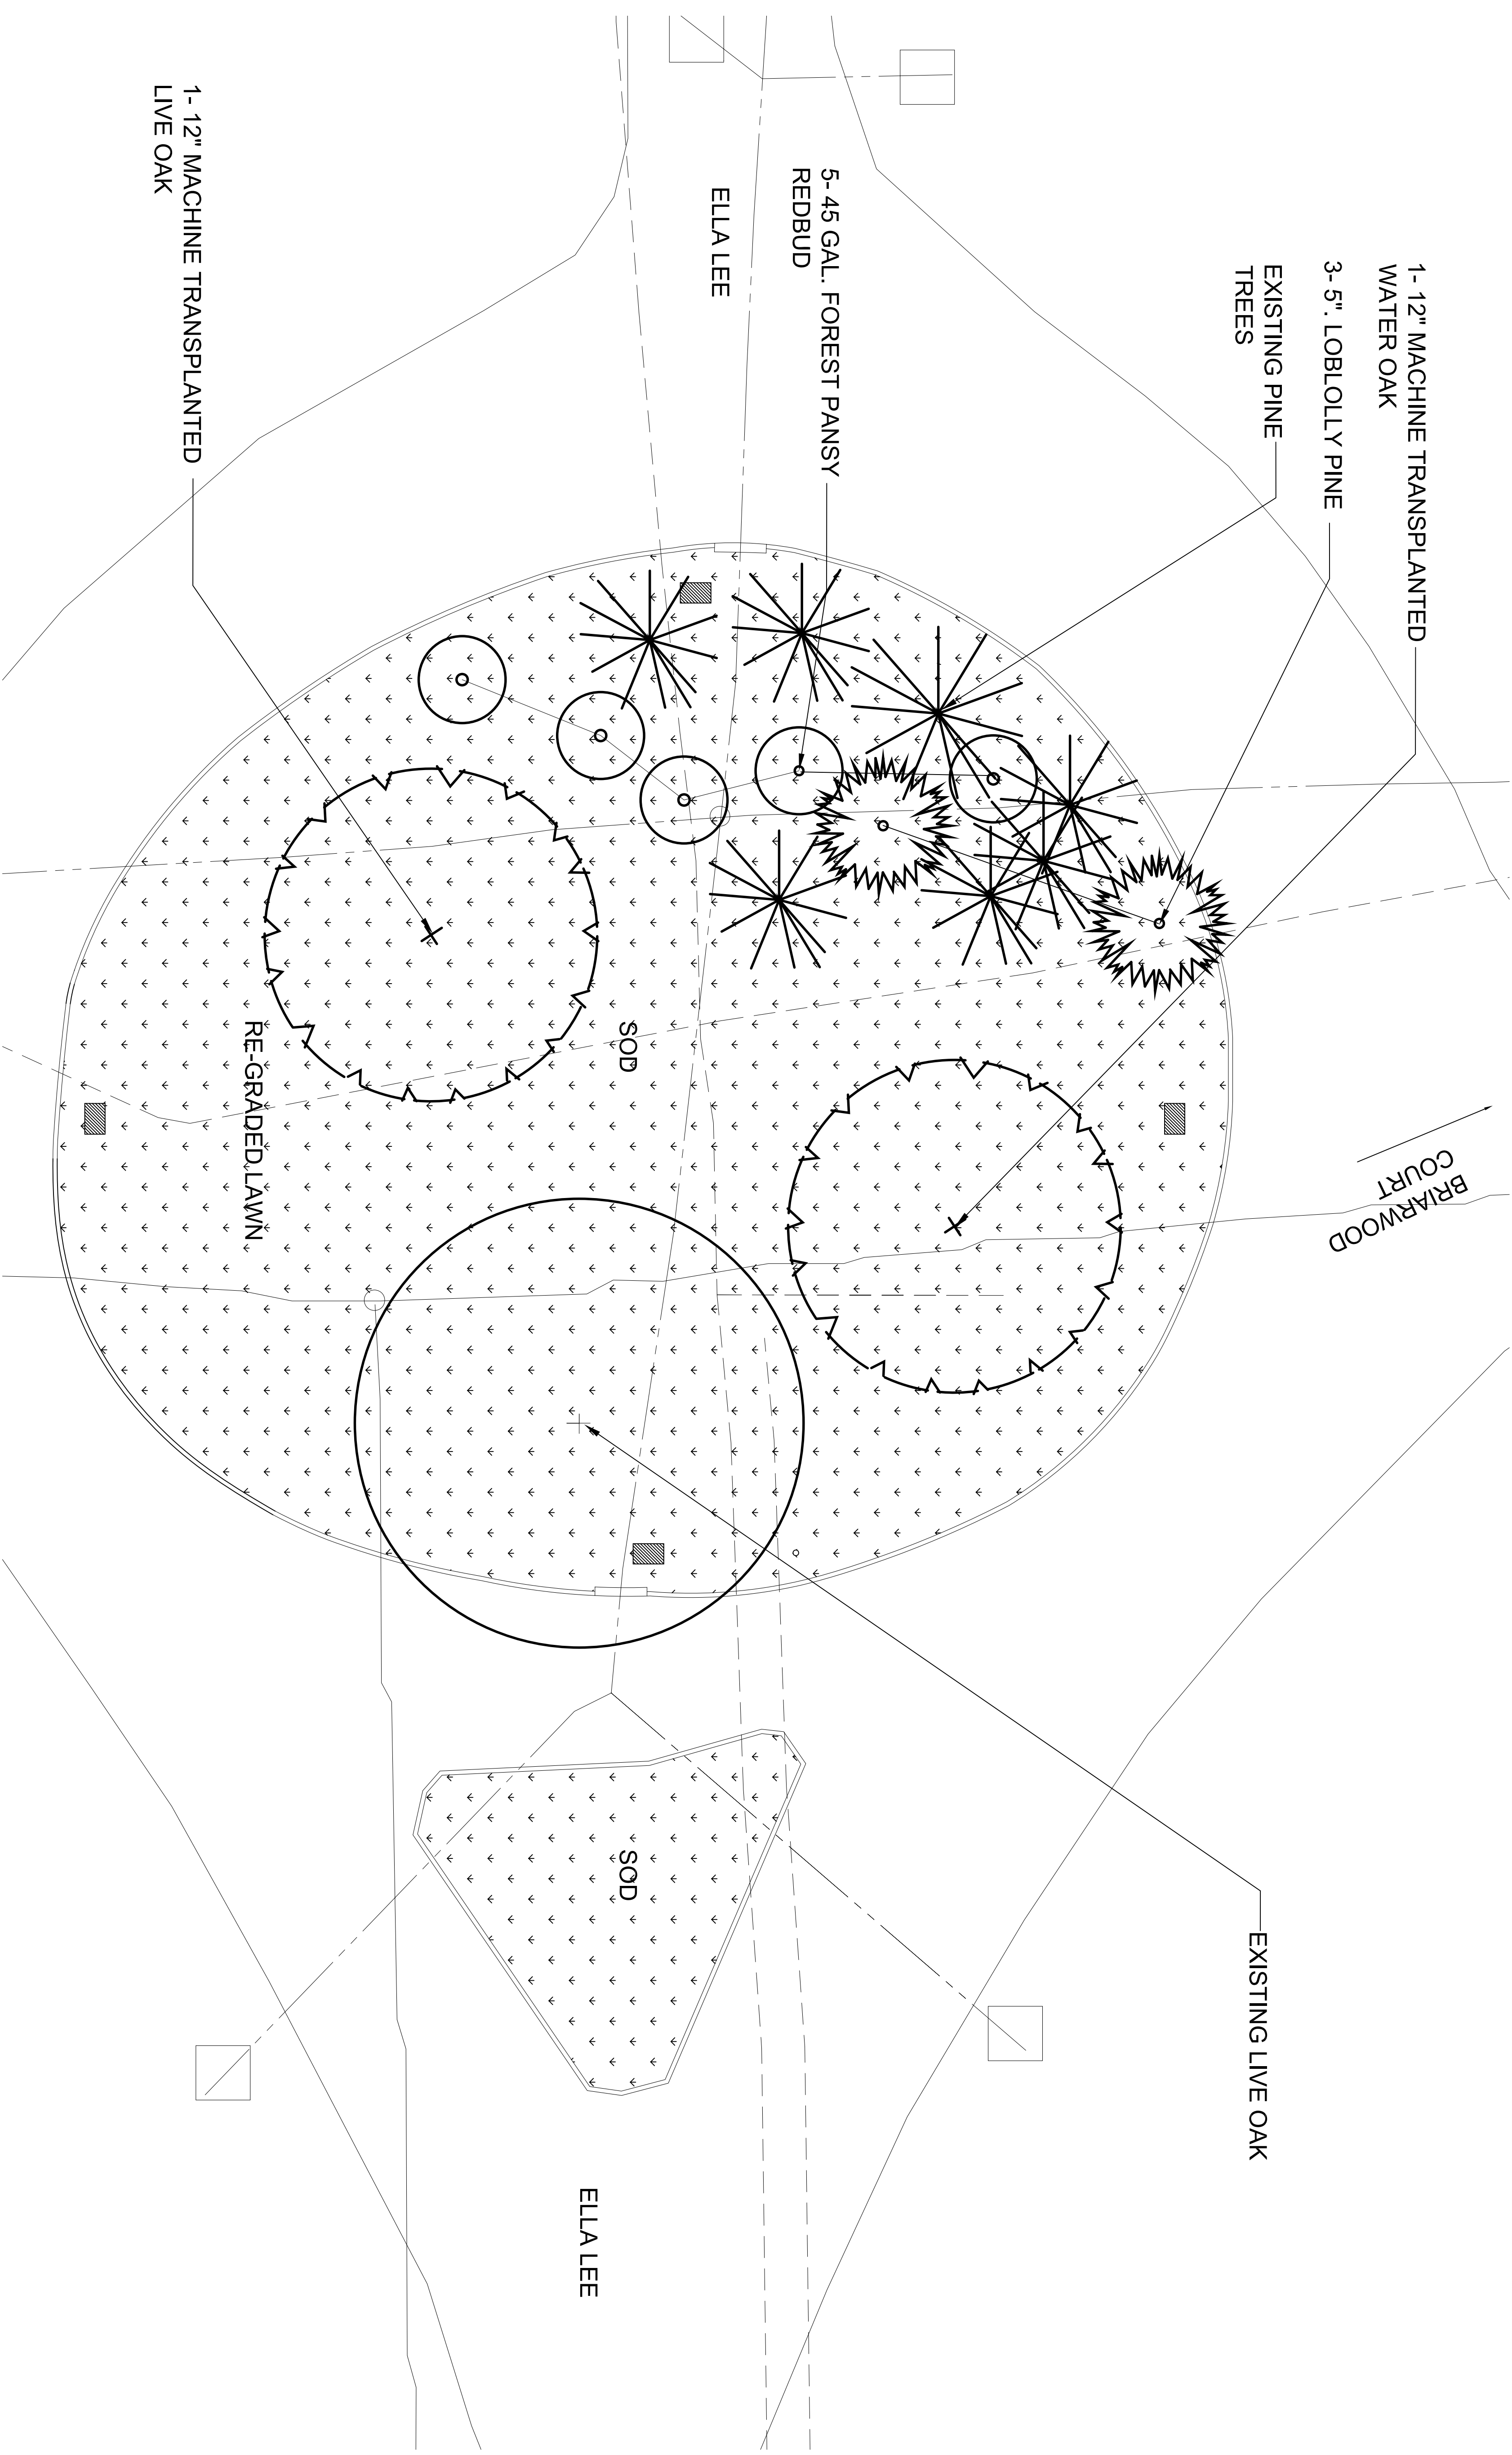 1- 12" MACHINE TRANSPLANTED
WATER OAK
3- 5". LOBLOLLY PINE
EXISTING PINE
TREES
5- 45 GAL. FOREST PANSY
REDBUD
ELLA LEE
1- 12" MACHINE TRANSPLANTED
LIVE OAK
BRIARWOOD
COURT
SOD
RE-GRADED LAWN
EXISTING LIVE OAK
SOD
ELLA LEE